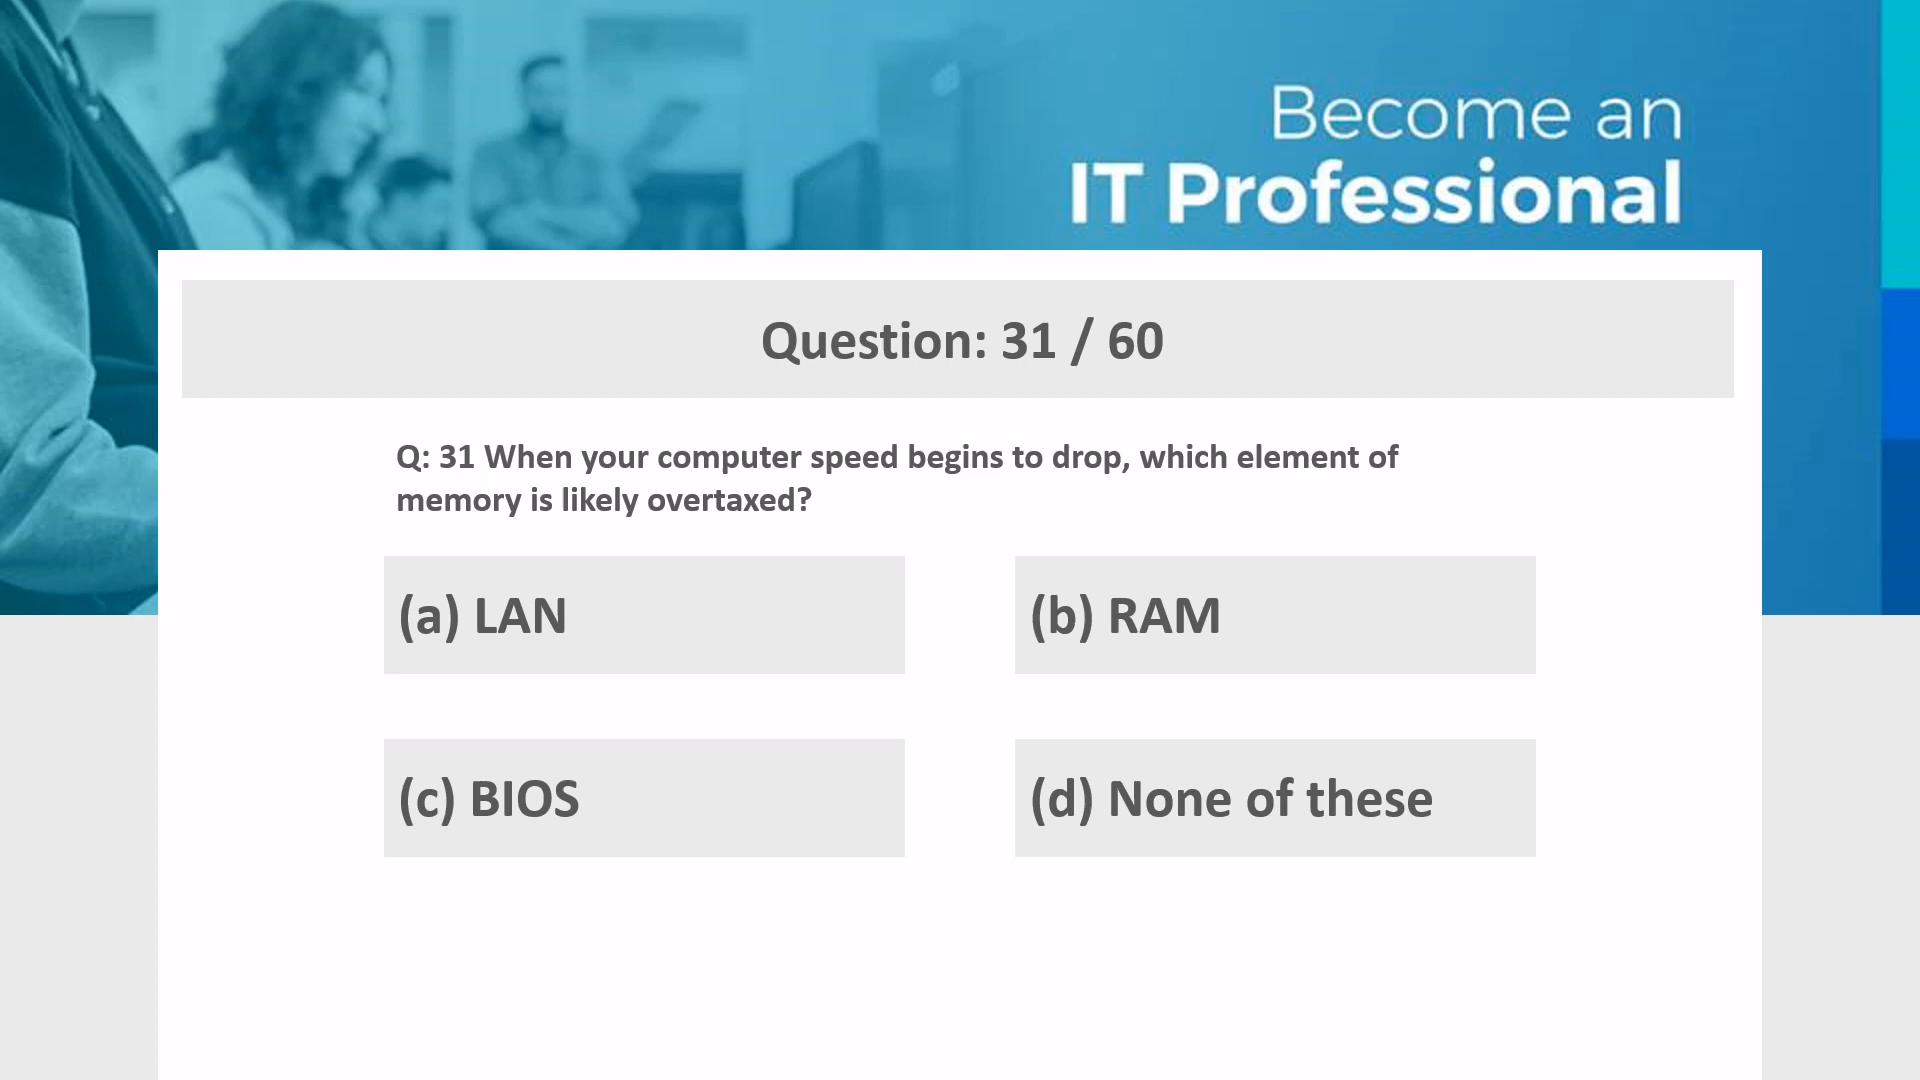 Become an
IT Professional
Question: 31 / 60
Q: 31 When your computer speed begins to drop, which element of
memory is likely overtaxed?
(a) LAN
(b) RAM
(c) BIOS
(d) None of these